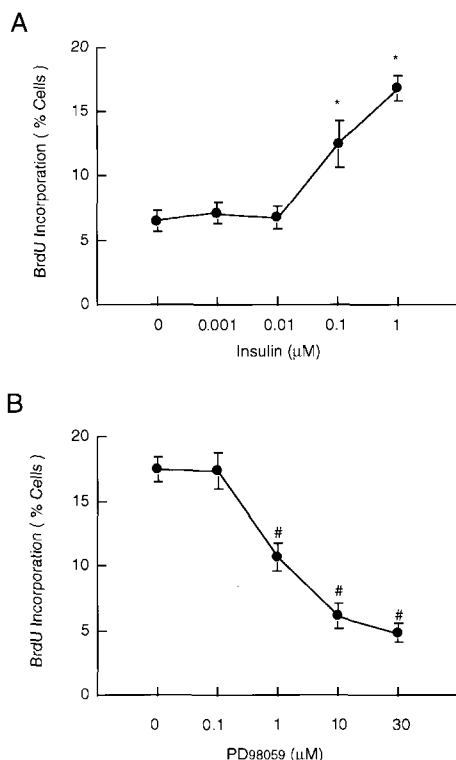 A
20
15
10
5
0
BrdU Incorporation ( % Cells )
*
*
0 0.001 0.01 0.1 1
Insulin (μM)
B
20
15
10
5
0
BrdU Incorporation ( % Cells )
#
#
#
0 0.1 1 10 30
PD98059 (μM)